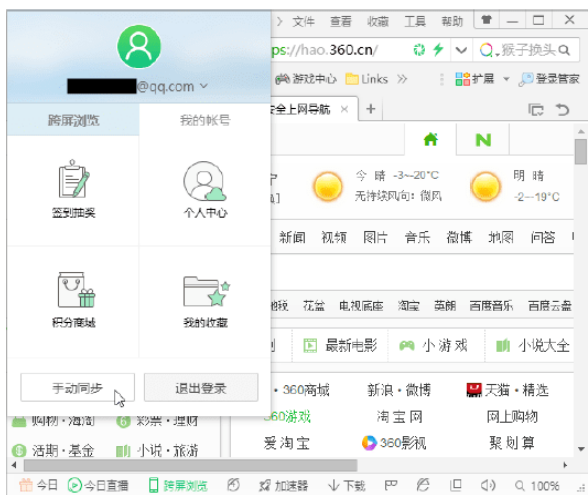 文件 查看 收藏 工具 帮助
ps://hao.360.cn/
猴子换头
@qq.com
游戏中心 Links » 扩展 登录管家
跨屏浏览 我的帐号
安全上网导航 × +
签到抽奖 个人中心
今 晴 -3~-20°C
无持续风向: 微风
明 晴
-2~-19°C
新闻 视频 图片 音乐 微博 地图 问答
积分商城 我的收藏
花盆 电视底座 淘宝 英朗 百度音乐 百度云盘
最新电影 小游戏 小说大全
手动同步 退出登录
· 360商城 新浪 · 微博 天猫 · 精选
360游戏 淘宝网 网上购物
购物 · 海淘 彩票 · 理财
爱淘宝 360影视 聚划算
活期 · 基金 小说 · 旅游
今日 今日直播 跨屏浏览 加速器 下载 100%